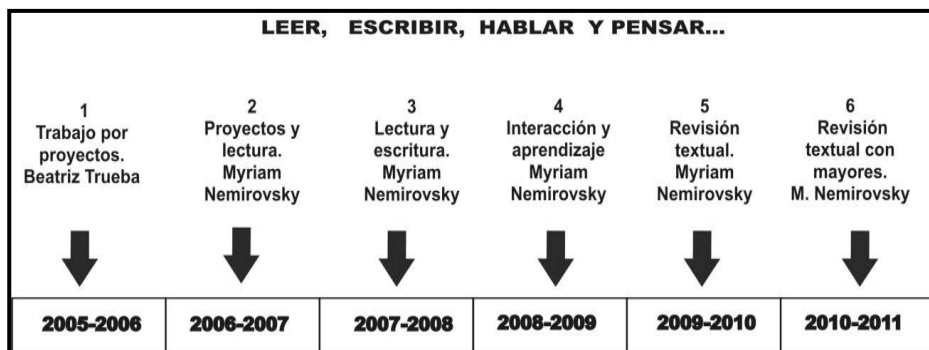 LEER, ESCRIBIR, HABLAR Y PENSAR...
1
Trabajo por
proyectos.
Beatriz Trueba
2
Proyectos y
lectura.
Myriam
Nemirovsky
3
Lectura y
escritura.
Myriam
Nemirovsky
4
Interacción y
aprendizaje
Myriam
Nemirovsky
5
Revisión
textual.
Myriam
Nemirovsky
6
Revisión
textual con
mayores.
M. Nemirovsky
2005-2006
2006-2007
2007-2008
2008-2009
2009-2010
2010-2011